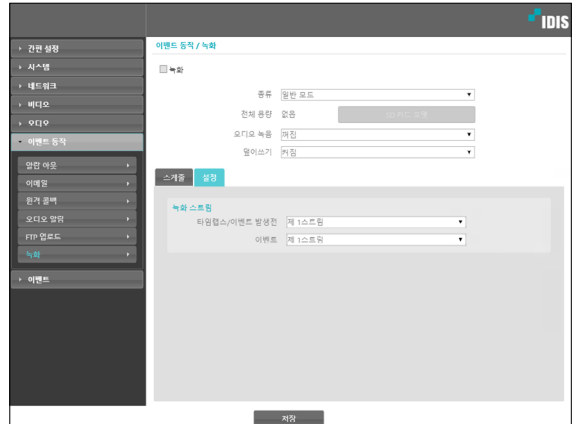 IDIS
간편 설정
시스템
네트워크
비디오
오디오
이벤트 동작
알람 아웃
이메일
원격 콜백
오디오 알람
FTP 업로드
녹화
이벤트
이벤트 동작 / 녹화
녹화
종류 일반 모드
전체 용량 없음
오디오 녹음 꺼짐
덮어쓰기 켜짐
스케줄 설정
녹화 스트림
타임랩스/이벤트 발생전 제 1스트림
이벤트 제 1스트림
저장